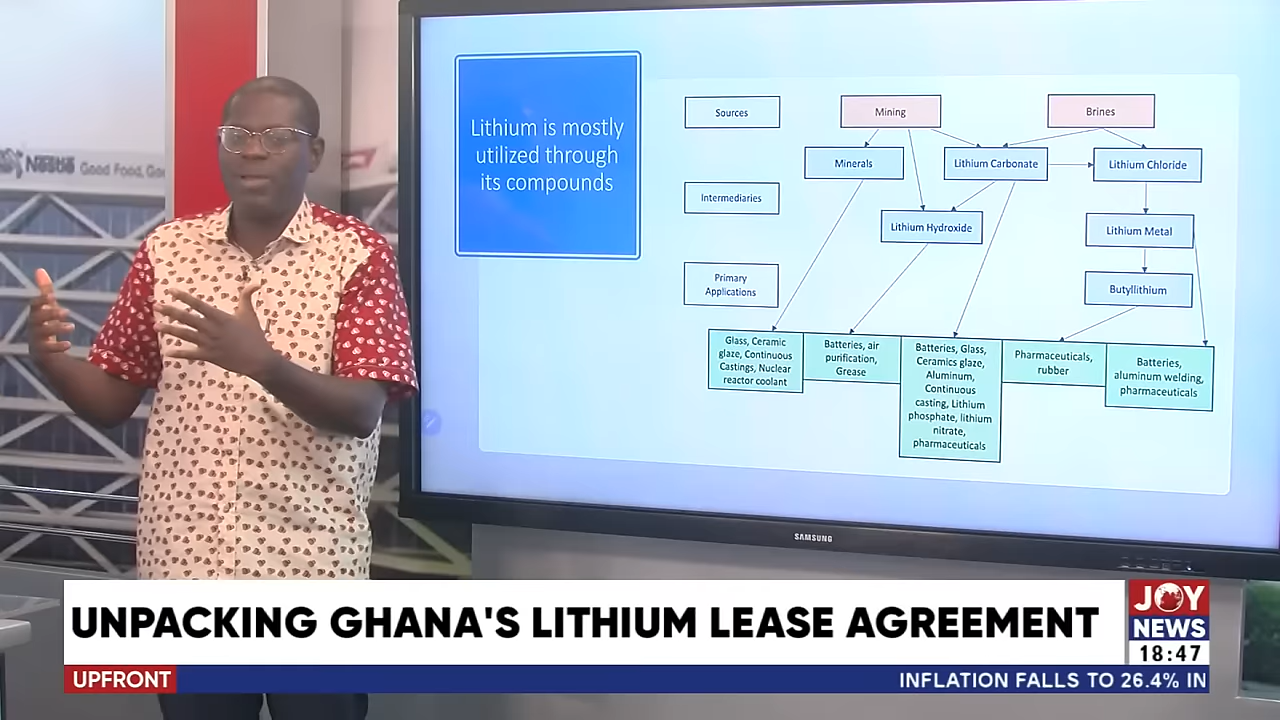 Nestlé Good Food,
Lithium is mostly
utilized through
its compounds
Sources
Mining
Brines
Minerals
Lithium Carbonate
Lithium Chloride
Intermediaries
Lithium Hydroxide
Lithium Metal
Primary
Applications
Butyllithium
Glass, Ceramic
glaze, Continuous
Castings, Nuclear
reactor coolant
Batteries, air
purification,
Grease
Batteries, Glass,
Ceramics glaze,
Aluminum,
Continuous
casting, Lithium
phosphate, lithium
nitrate,
pharmaceuticals
Pharmaceuticals,
rubber
Batteries,
aluminum welding,
pharmaceuticals
SAMSUNG
UNPACKING GHANA'S LITHIUM LEASE AGREEMENT
JOY
NEWS
18:47
UPFRONT
INFLATION FALLS TO 26.4% IN